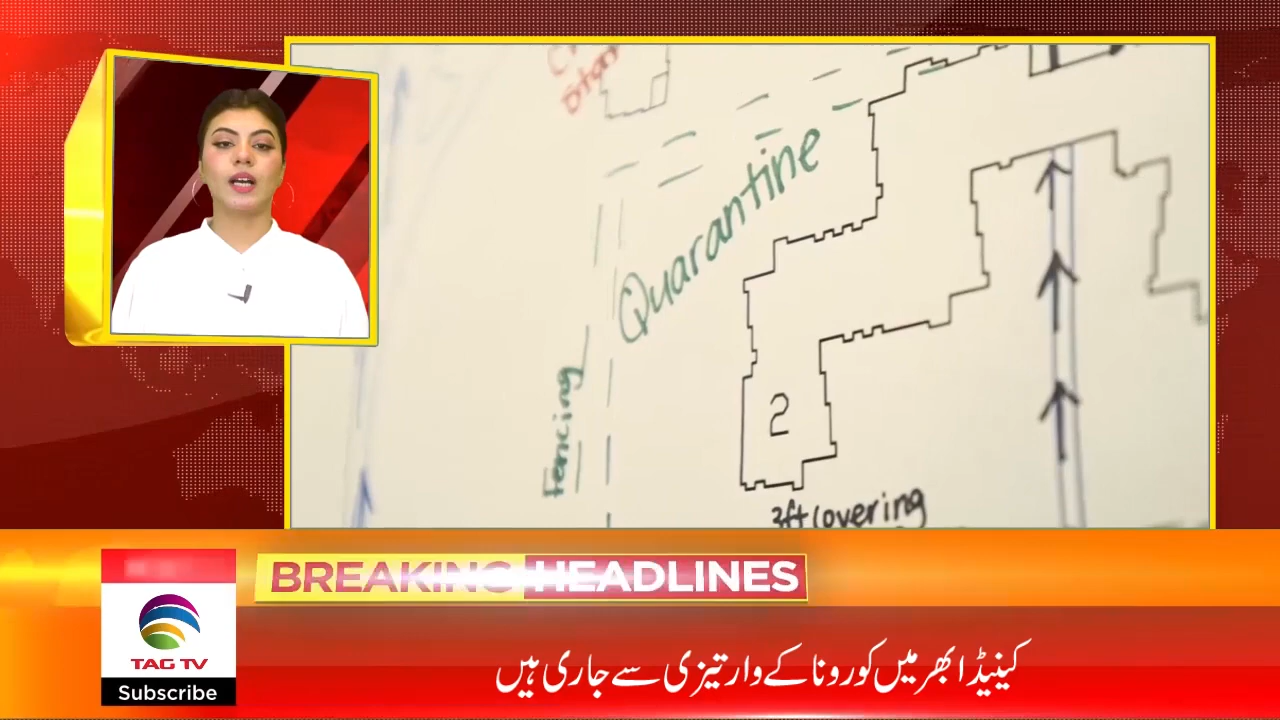 Quarantine
Fencing
2
3ft covering
BREAKING HEADLINES
TAG TV
Subscribe
کینیڈا بھر میں کورونا کے وار تیزی سے جاری ہیں